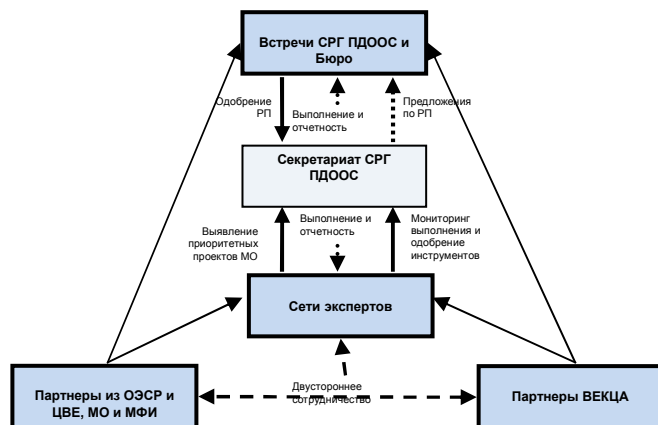 Встречи СРГ ПДООС и
Бюро
Одобрение
РП
Выполнение и
отчетность
Предложения
по РП
Секретариат СРГ
ПДООС
Выявление
приоритетных
проектов МО
Выполнение и
отчетность
Мониторинг
выполнения и
одобрение
инструментов
Сети экспертов
Партнеры из ОЭСР и
ЦВЕ, МО и МФИ
Двустороннее
сотрудничество
Партнеры ВЕКЦА